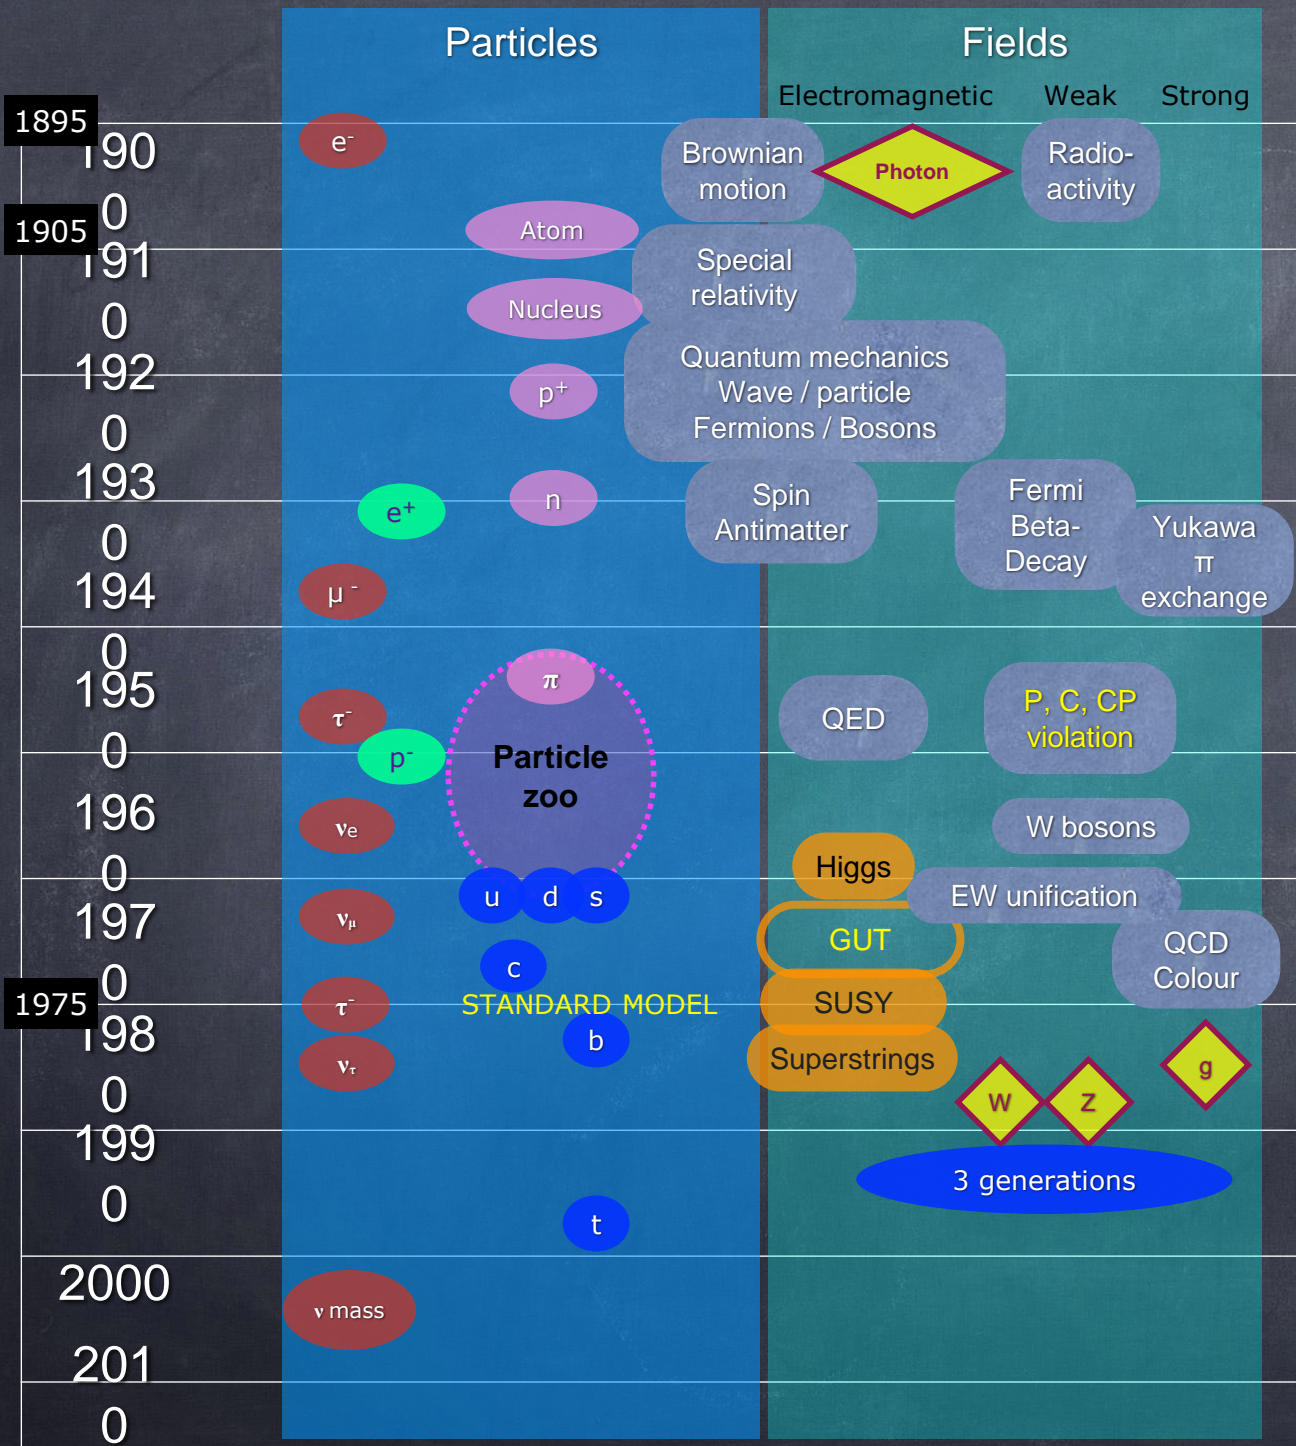 Particles
Fields
Electromagnetic
Weak
Strong
1895
190
0
e-
Brownian
motion
Photon
Radio-
activity
1905
191
0
Atom
Special
relativity
Nucleus
192
0
Quantum mechanics
Wave / particle
Fermions / Bosons
p+
193
0
e+
n
Spin
Antimatter
Fermi
Beta-
Decay
Yukawa
π
exchange
194
0
μ -
π
195
0
τ-
QED
P, C, CP
violation
p-
Particle
zoo
196
0
νe
W bosons
Higgs
u
d
s
EW unification
197
0
νμ
GUT
QCD
Colour
c
1975
τ-
STANDARD MODEL
SUSY
198
0
b
ντ
Superstrings
g
W
Z
199
0
3 generations
t
2000
ν mass
201
0